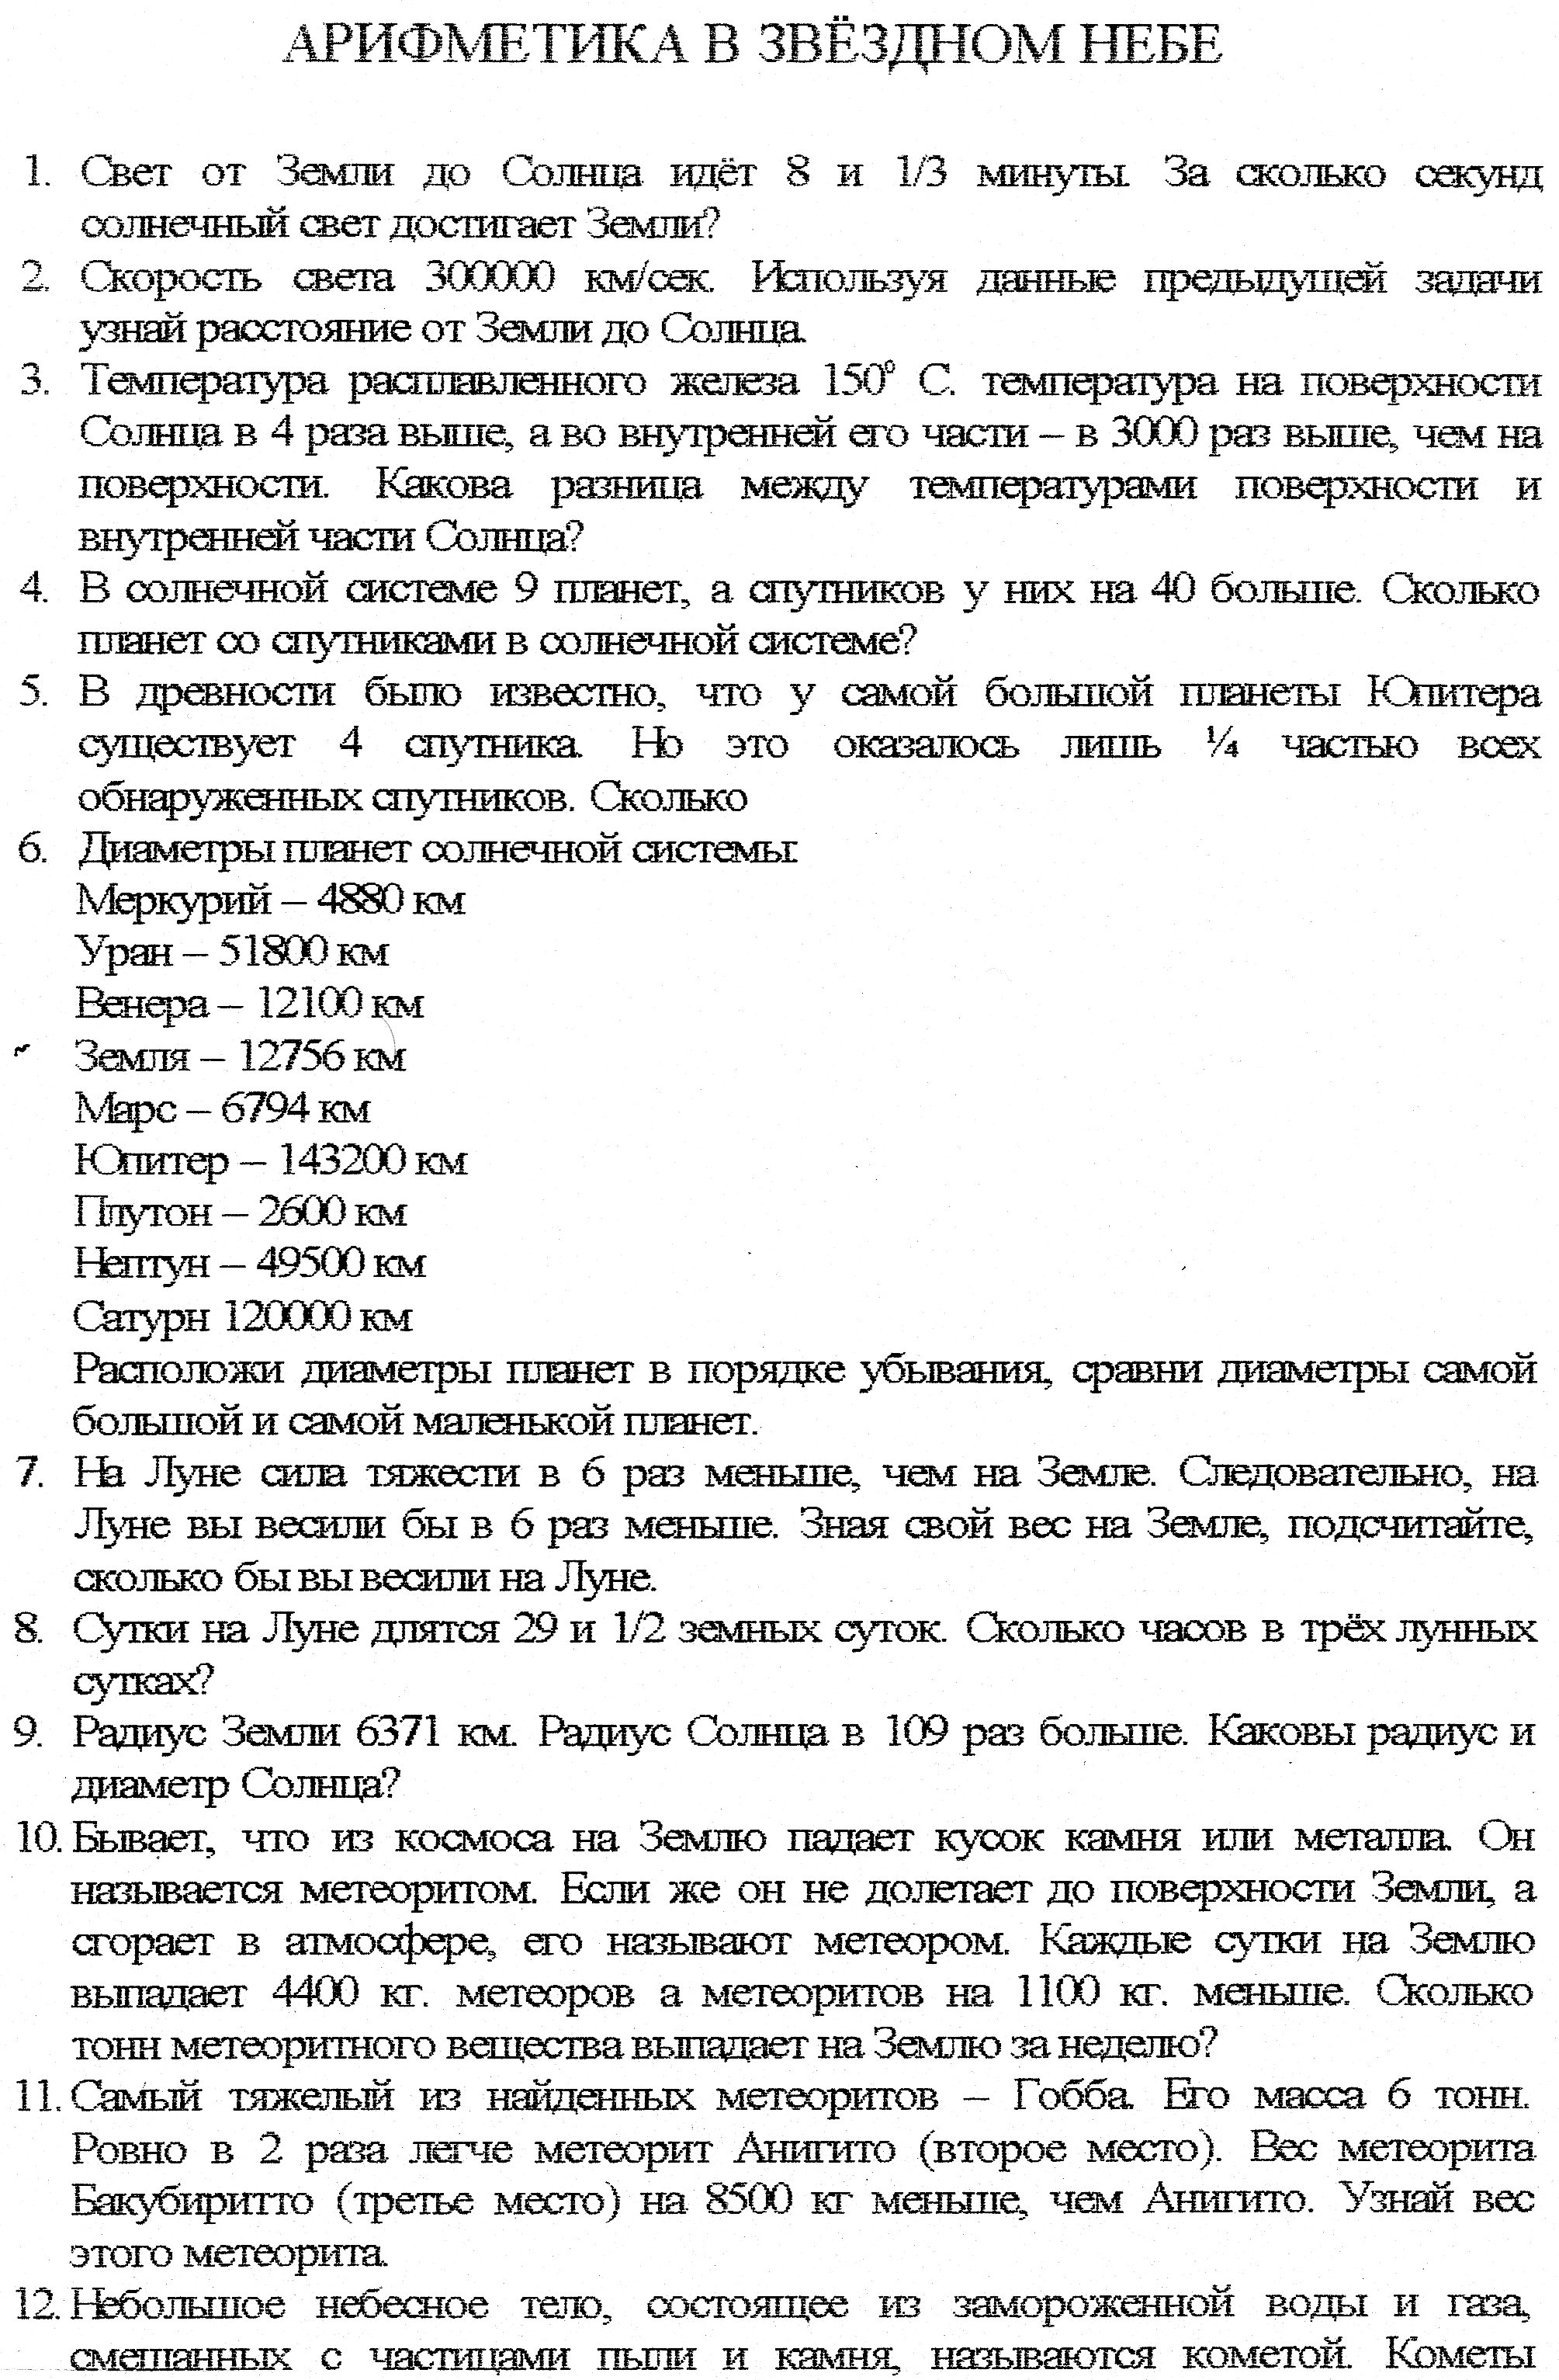 АРИФМЕТИКА В ЗВЁЗДНОМ НЕБЕ
1. Свет от Земли до Солнца идёт 8 и 1/3 минуты. За сколько секунд
солнечный свет достигает Земли?
2. Скорость света 300000 км/сек. Используя данные предыдущей задачи
узнай расстояние от Земли до Солнца.
3. Температура расплавленного железа 150⁰ С. температура на поверхности
Солнца в 4 раза выше, а во внутренней его части – в 3000 раз выше, чем на
поверхности. Какова разница между температурами поверхности и
внутренней части Солнца?
4. В солнечной системе 9 планет, а спутников у них на 40 больше. Сколько
планет со спутниками в солнечной системе?
5. В древности было известно, что у самой большой планеты Юпитера
существует 4 спутника. Но это оказалось лишь ¼ частью всех
обнаруженных спутников. Сколько
6. Диаметры планет солнечной системы:
Меркурий – 4880 км
Уран – 51800 км
Венера – 12100 км
Земля – 12756 км
Марс – 6794 км
Юпитер – 143200 км
Плутон – 2600 км
Нептун – 49500 км
Сатурн 120000 км
Расположи диаметры планет в порядке убывания, сравни диаметры самой
большой и самой маленькой планет.
7. На Луне сила тяжести в 6 раз меньше, чем на Земле. Следовательно, на
Луне вы весили бы в 6 раз меньше. Зная свой вес на Земле, подсчитайте,
сколько бы вы весили на Луне.
8. Сутки на Луне длятся 29 и 1/2 земных суток. Сколько часов в трёх лунных
сутках?
9. Радиус Земли 6371 км. Радиус Солнца в 109 раз больше. Каковы радиус и
диаметр Солнца?
10. Бывает, что из космоса на Землю падает кусок камня или металла. Он
называется метеоритом. Если же он не долетает до поверхности Земли, а
сгорает в атмосфере, его называют метеором. Каждые сутки на Землю
выпадает 4400 кг. метеоров а метеоритов на 1100 кг. меньше. Сколько
тонн метеоритного вещества выпадает на Землю за неделю?
11. Самый тяжелый из найденных метеоритов – Гобба. Его масса 6 тонн.
Ровно в 2 раза легче метеорит Анигито (второе место). Вес метеорита
Бакубиритто (третье место) на 8500 кг меньше, чем Анигито. Узнай вес
этого метеорита.
12. Небольшое небесное тело, состоящее из замороженной воды и газа,
смешанных с частицами пыли и камня, называются кометой. Кометы